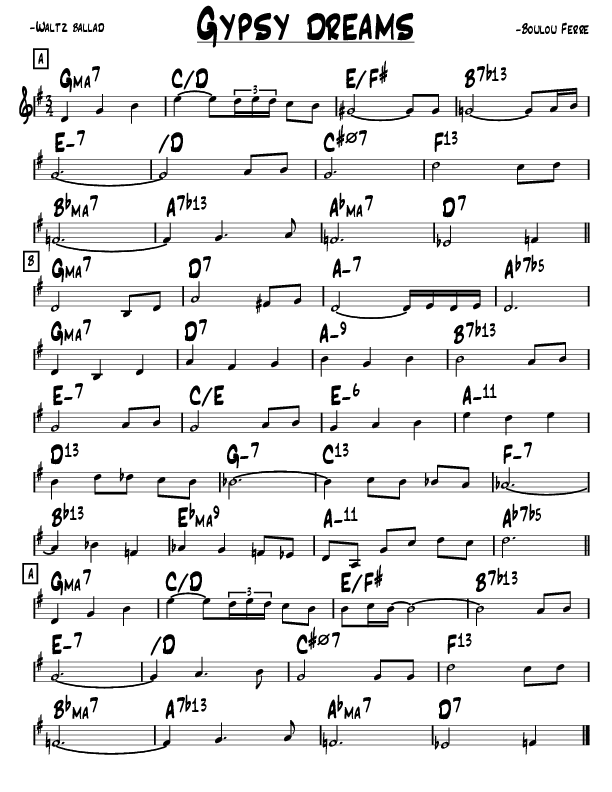 -Waltz ballad Gypsy dreams -Boulou Ferre
A
Gma7 C/D E/F# B7b13
3 4 3
E-7 /D C#ø7 F13
Bbma7 A7b13 Abma7 D7
B
Gma7 D7 A-7 Ab7b5
Gma7 D7 A-9 B7b13
E-7 C/E E-6 A-11
D13 G-7 C13 F-7
Bb13 Ebma9 A-11 Ab7b5
A
Gma7 C/D E/F# B7b13
3
E-7 /D C#ø7 F13
Bbma7 A7b13 Abma7 D7